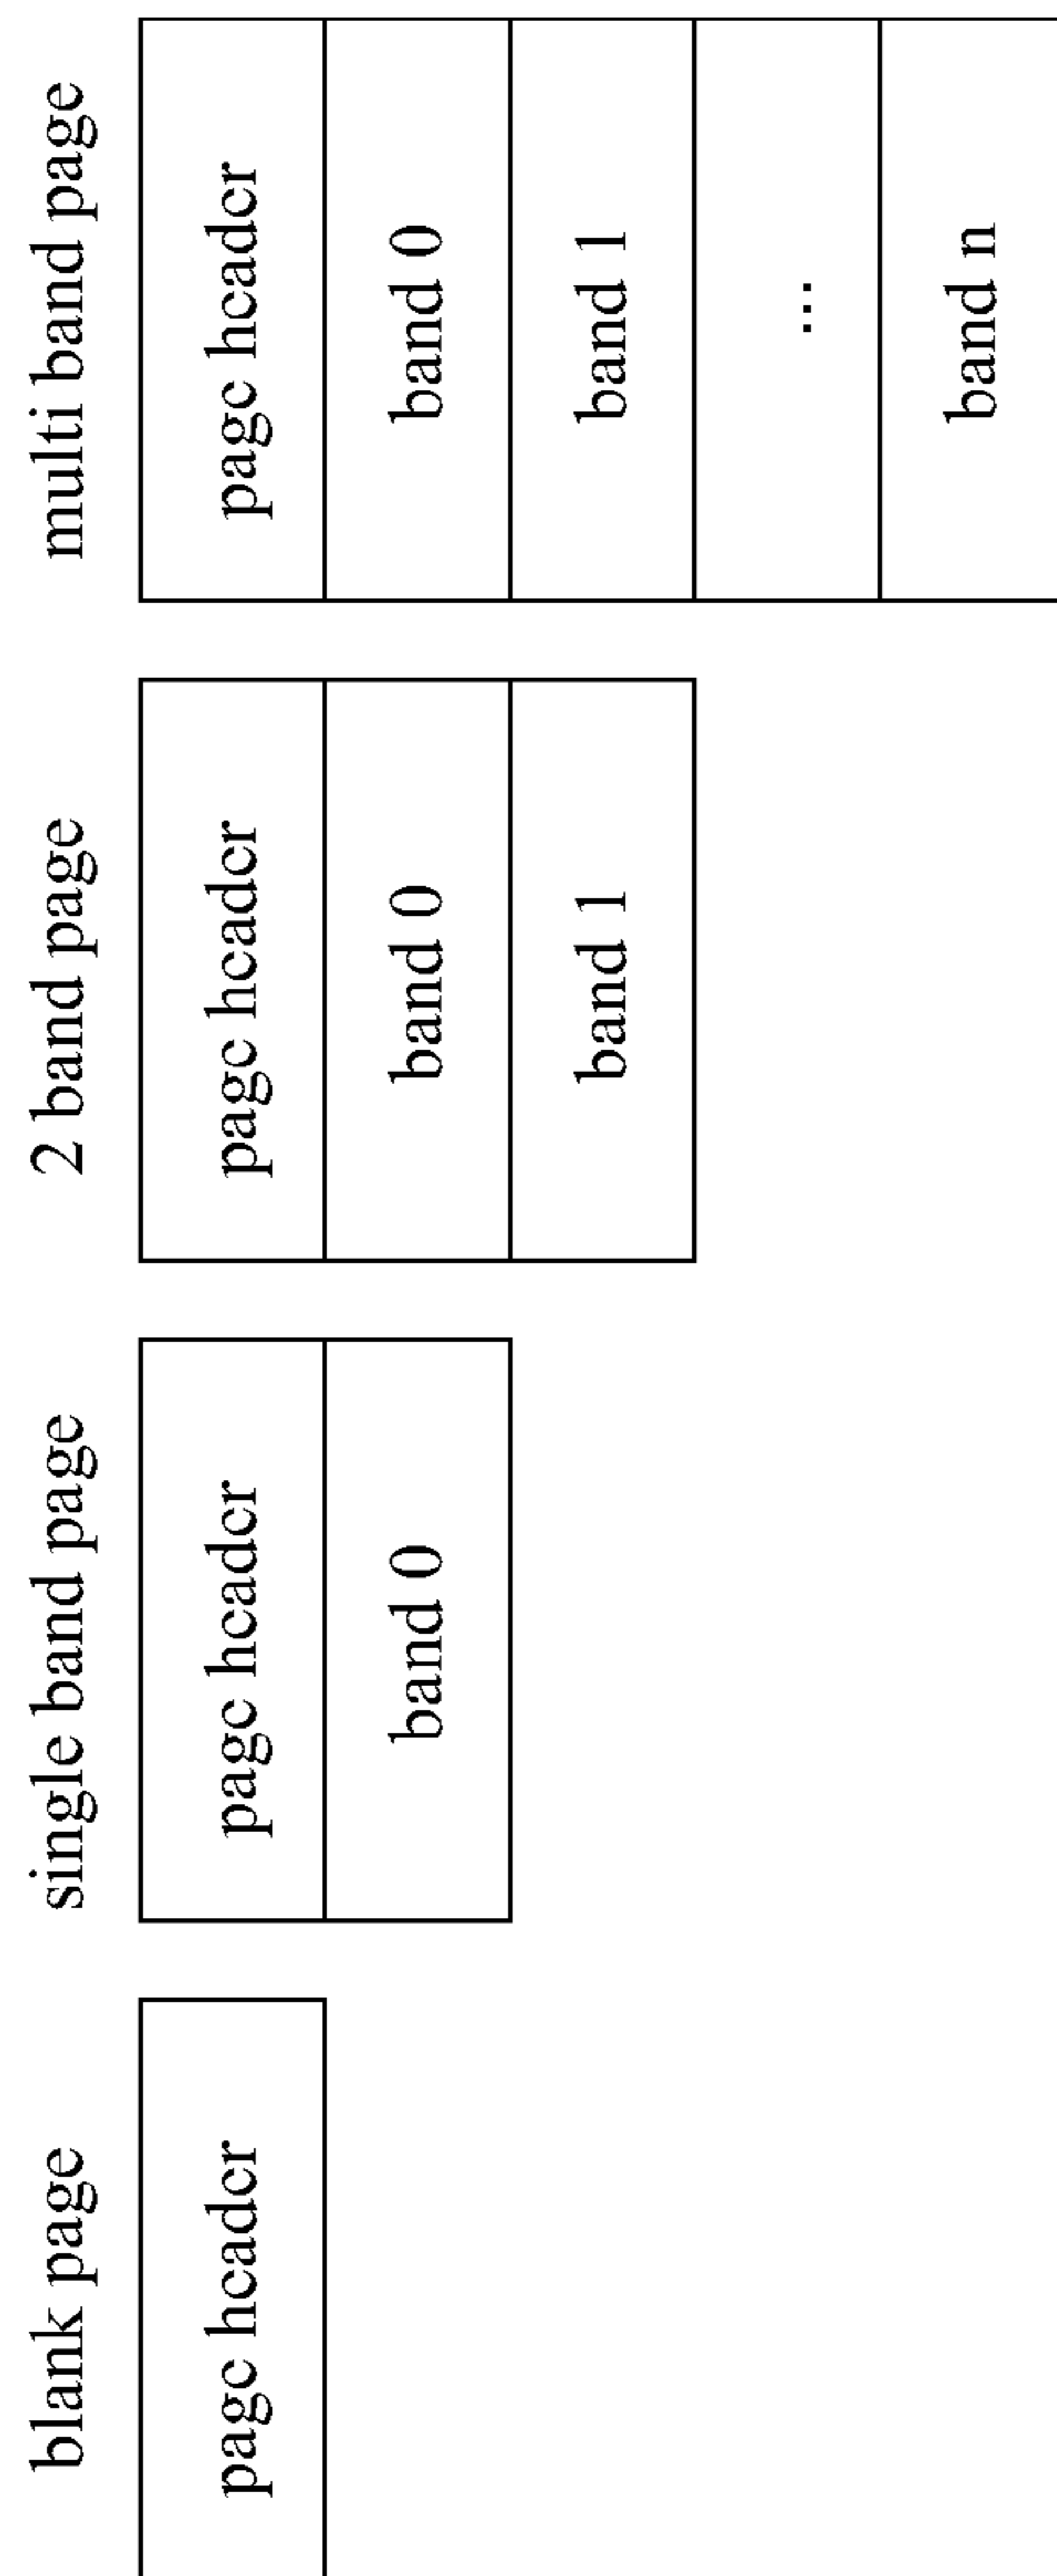 blank page
page header
single band page
page header
band 0
2 band page
page header
band 0
band 1
multi band page
page header
band 0
band 1
...
band n